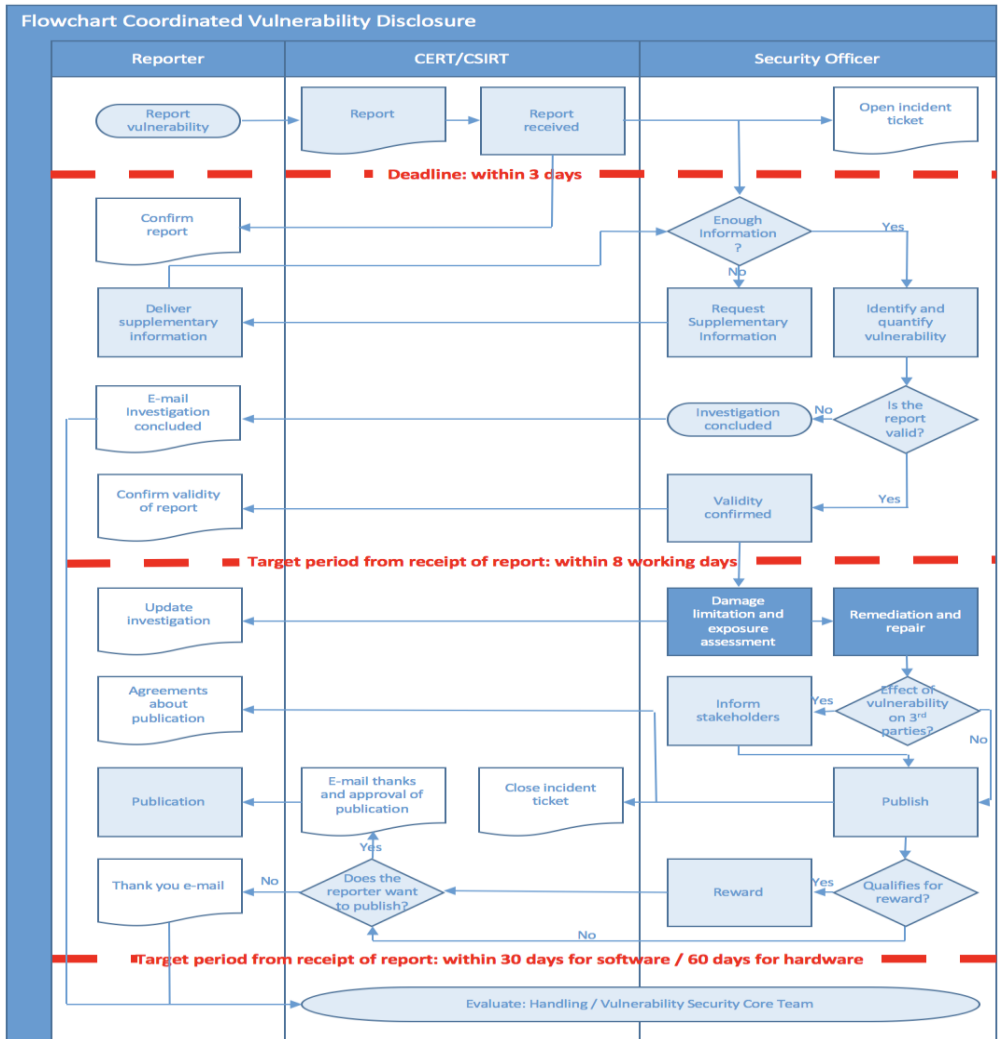 Flowchart Coordinated Vulnerability Disclosure
Reporter
CERT/CSIRT
Security Officer
Report
vulnerability
Report
Report
received
Open incident
ticket
Deadline: within 3 days
Confirm
report
Enough
Information
?
Yes
No
Deliver
supplementary
information
Request
Supplementary
Information
Identify and
quantify
vulnerability
E-mail
Investigation
concluded
Investigation
concluded
No
Is the
report
valid?
Confirm validity
of report
Validity
confirmed
Yes
Target period from receipt of report: within 8 working days
Update
investigation
Damage
limitation and
exposure
assessment
Remediation and
repair
Agreements
about
publication
Inform
stakeholders
Yes
Effect of
vulnerability
on 3rd
parties?
No
Publication
E-mail thanks
and approval of
publication
Close incident
ticket
Publish
Yes
Thank you e-mail
No
Does the
reporter want
to publish?
Reward
Yes
Qualifies for
reward?
No
Target period from receipt of report: within 30 days for software / 60 days for hardware
Evaluate: Handling / Vulnerability Security Core Team